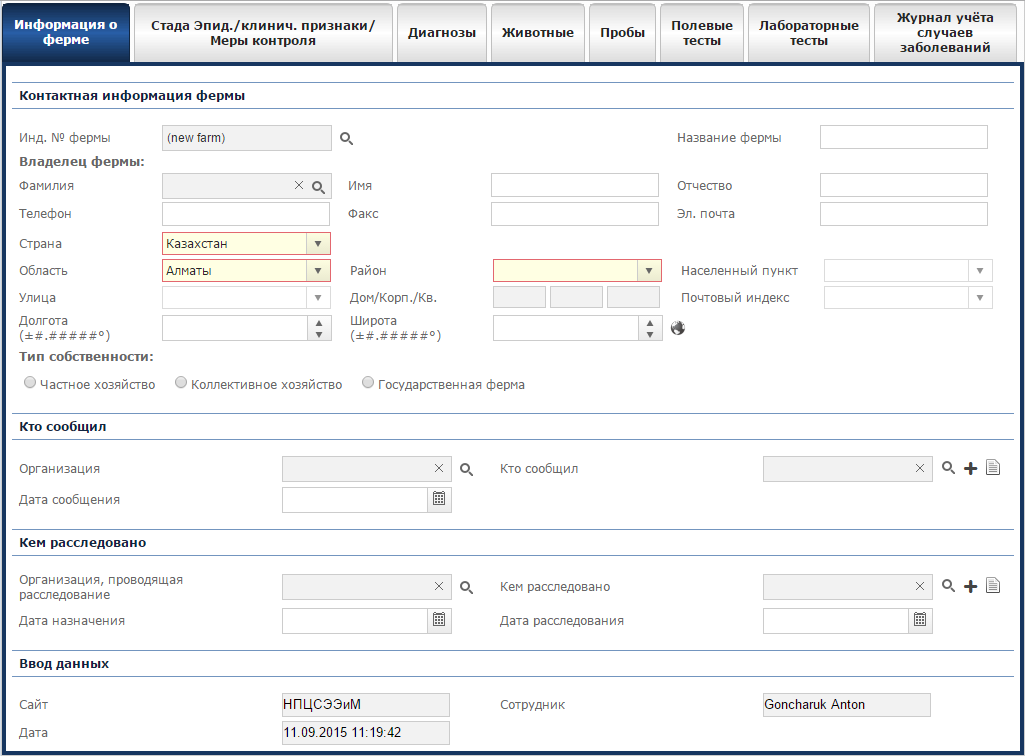 Информация о ферме
Стада Эпид./клинич. признаки/ Меры контроля
Диагнозы
Животные
Пробы
Полевые тесты
Лабораторные тесты
Журнал учёта случаев заболеваний
Контактная информация фермы
Инд. № фермы (new farm) Название фермы
Владелец фермы:
Фамилия Имя Отчество
Телефон Факс Эл. почта
Страна Казахстан
Область Алматы Район Населенный пункт
Улица Дом/Корп./Кв. Почтовый индекс
Долгота (±#.#####°) Широта (±#.#####°)
Тип собственности:
Частное хозяйство Коллективное хозяйство Государственная ферма
Кто сообщил
Организация Кто сообщил
Дата сообщения
Кем расследовано
Организация, проводящая расследование Кем расследовано
Дата назначения Дата расследования
Ввод данных
Сайт НПЦСЭЭиМ Сотрудник Goncharuk Anton
Дата 11.09.2015 11:19:42